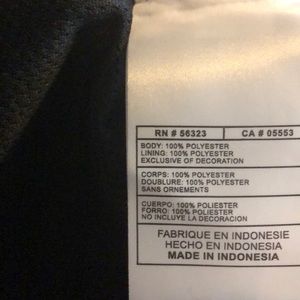 RN # 56323 CA # 05553
BODY: 100% POLYESTER
LINING: 100% POLYESTER
EXCLUSIVE OF DECORATION
CORPS: 100% POLYESTER
DOUBLURE: 100% POLYESTER
SANS ORNEMENTS
CUERPO: 100% POLIESTER
FORRO: 100% POLIESTER
NO INCLUYE LA DECORACION
FABRIQUE EN INDONESIE
HECHO EN INDONESIA
MADE IN INDONESIA